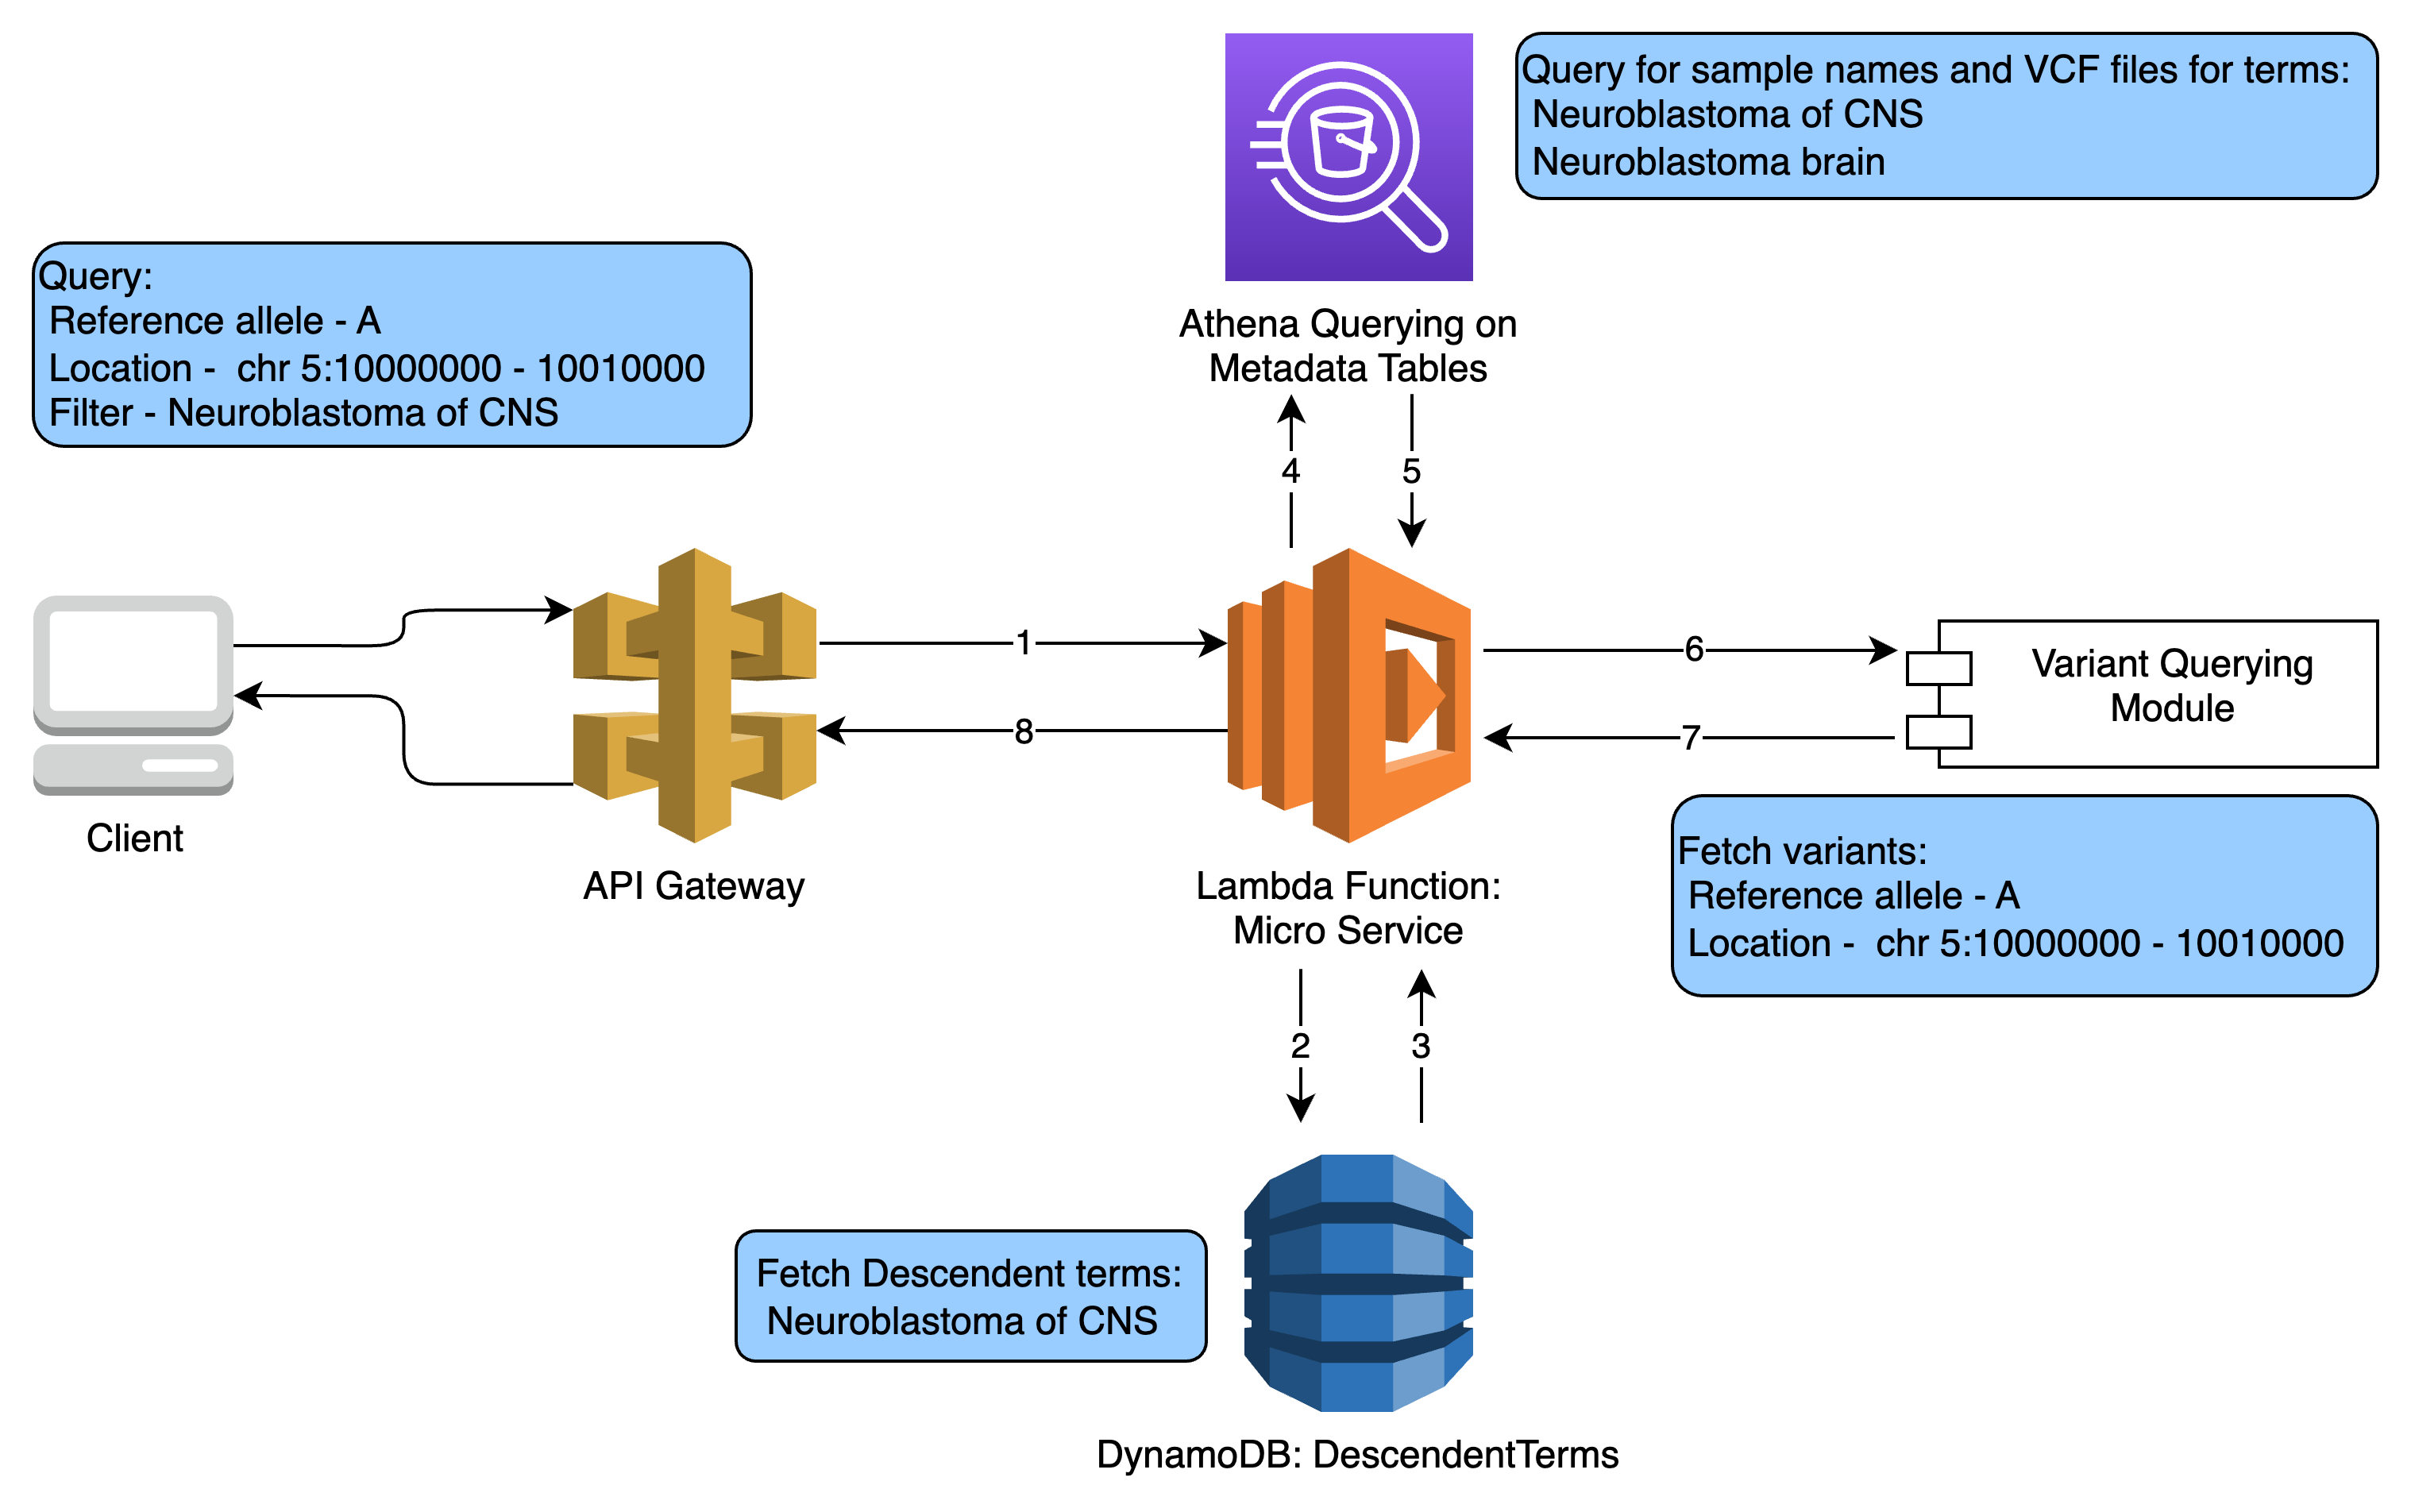 Query for sample names and VCF files for terms:
Neuroblastoma of CNS
Neuroblastoma brain
Query:
Reference allele - A
Location -  chr 5:10000000 - 10010000
Filter - Neuroblastoma of CNS
Athena Querying on
Metadata Tables
4
5
1
6
8
7
Variant Querying
Module
Client
API Gateway
Lambda Function:
Micro Service
Fetch variants:
Reference allele - A
Location -  chr 5:10000000 - 10010000
2
3
Fetch Descendent terms:
Neuroblastoma of CNS
DynamoDB: DescendentTerms